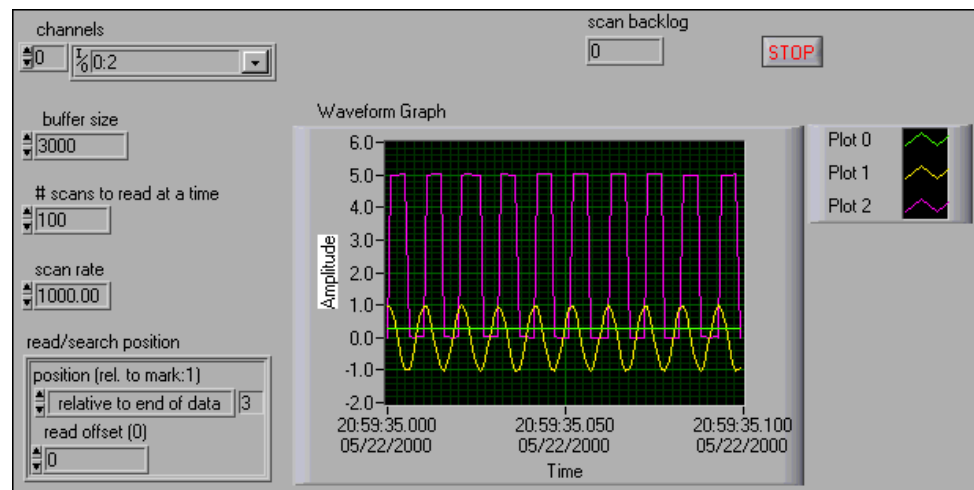 channels
0
I/O 0:2
scan backlog
0
STOP
buffer size
3000
# scans to read at a time
100
scan rate
1000.00
read/search position
position (rel. to mark:1)
relative to end of data 3
read offset (0)
0
Waveform Graph
Amplitude
6.0
5.0
4.0
3.0
2.0
1.0
0.0
-1.0
-2.0
20:59:35.000 20:59:35.050 20:59:35.100
05/22/2000 05/22/2000 05/22/2000
Time
Plot 0
Plot 1
Plot 2